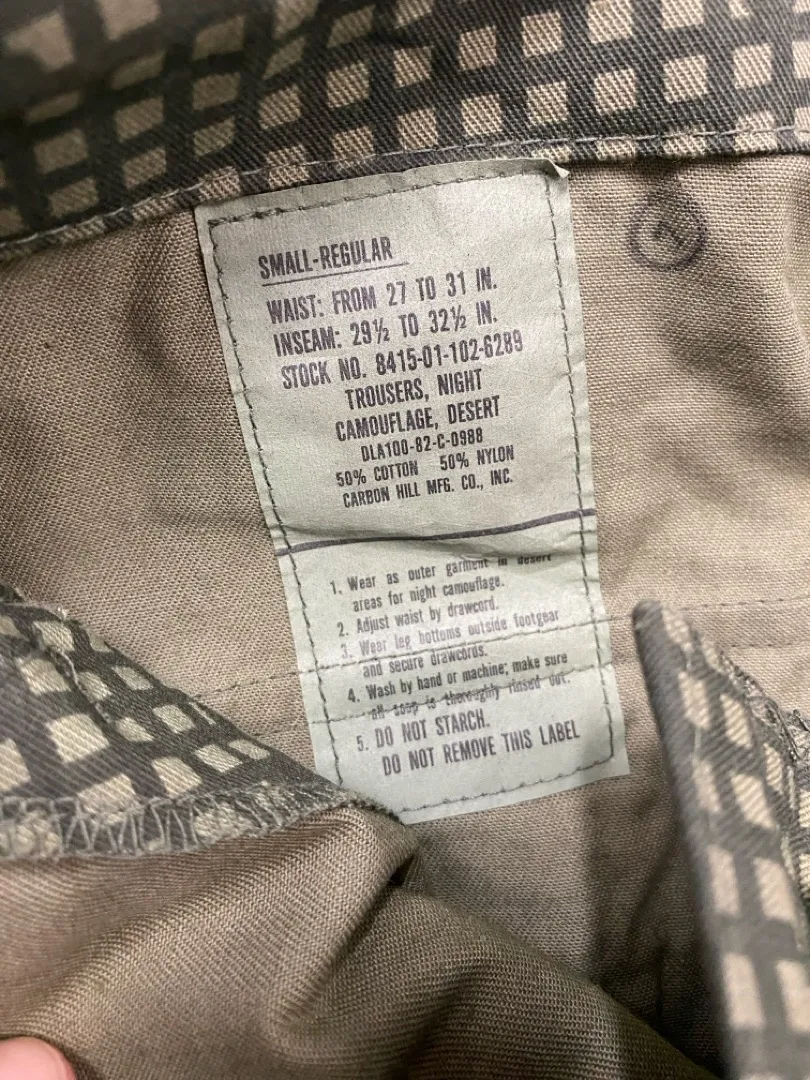 SMALL-REGULAR
WAIST: FROM 27 TO 31 IN.
INSEAM: 29½ TO 32½ IN.
STOCK NO. 8415-01-102-6289
TROUSERS, NIGHT
CAMOUFLAGE, DESERT
DLA100-82-C-0988
50% COTTON 50% NYLON
CARBON HILL MFG. CO., INC.
1. Wear as outer garment in desert
areas for night camouflage.
2. Adjust waist by drawcord.
3. Wear leg bottoms outside footgear
and secure drawcords.
4. Wash by hand or machine; make sure
all soap is thoroughly rinsed out.
5. DO NOT STARCH.
DO NOT REMOVE THIS LABEL